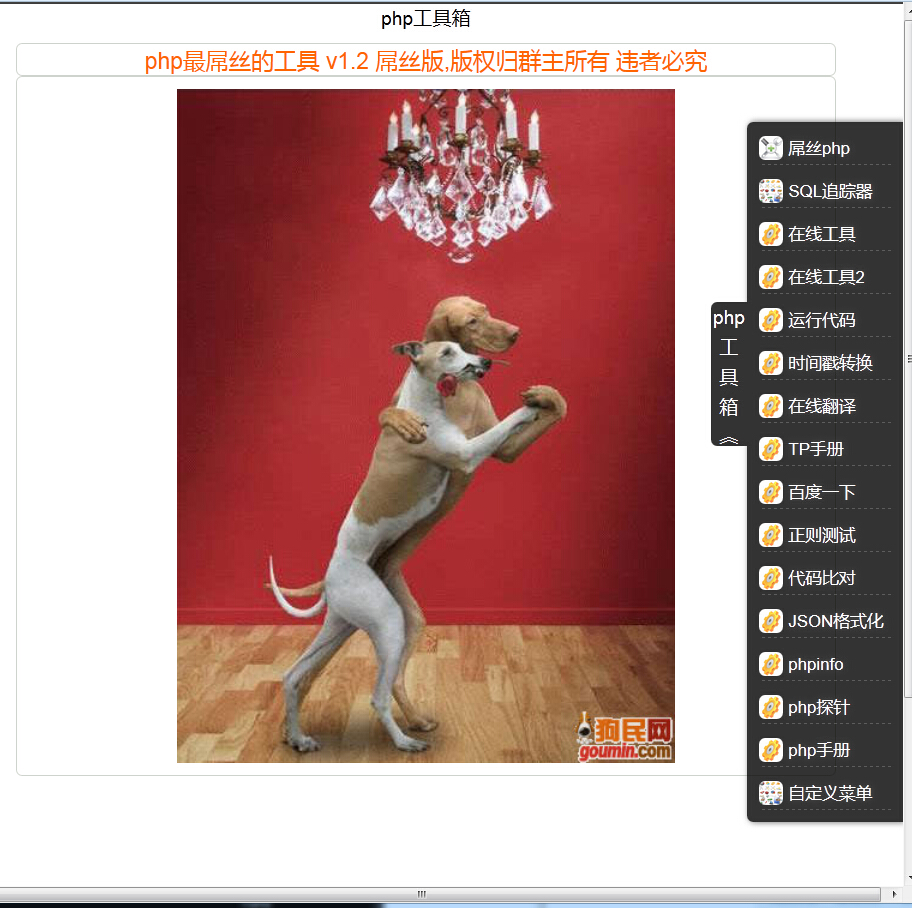 php工具箱
php最屌丝的工具 v1.2 屌丝版,版权归群主所有 违者必究
狗民网
goumin.com
php
工
具
箱
屌丝php
SQL追踪器
在线工具
在线工具2
运行代码
时间戳转换
在线翻译
TP手册
百度一下
正则测试
代码比对
JSON格式化
phpinfo
php探针
php手册
自定义菜单